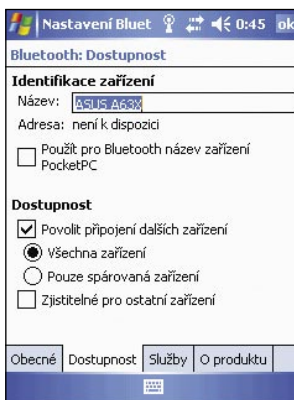 Nastavení Bluet 0:45 ok
Bluetooth: Dostupnost
Identifikace zařízení
Název: ASUS A63X
Adresa: není k dispozici
Použít pro Bluetooth název zařízení
PocketPC
Dostupnost
Povolit připojení dalších zařízení
Všechna zařízení
Pouze spárovaná zařízení
Zjistitelné pro ostatní zařízení
Obecné Dostupnost Služby O produktu